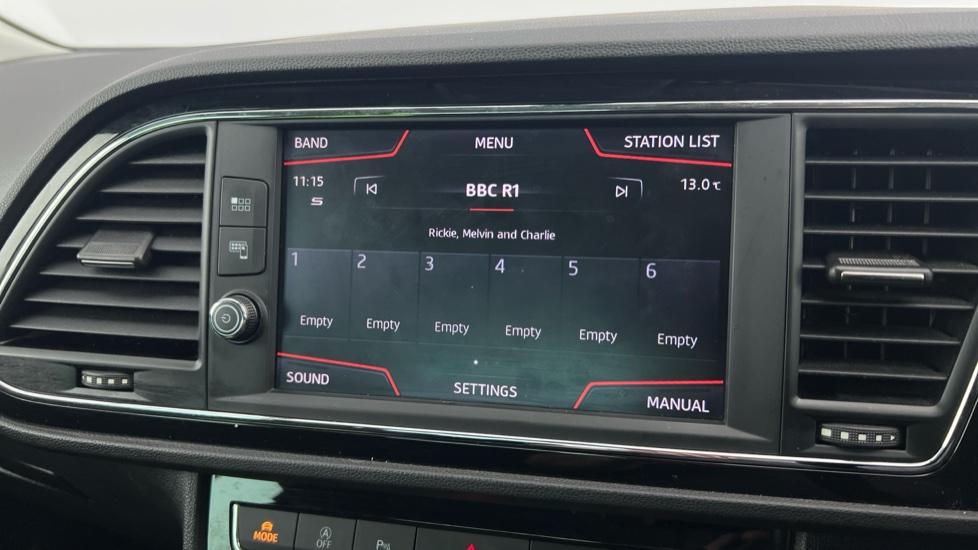 BAND MENU STATION LIST
11:15 BBC R1 13.0°C
Rickie, Melvin and Charlie
1 2 3 4 5 6
Empty Empty Empty Empty Empty Empty
SOUND SETTINGS MANUAL
MODE A OFF P